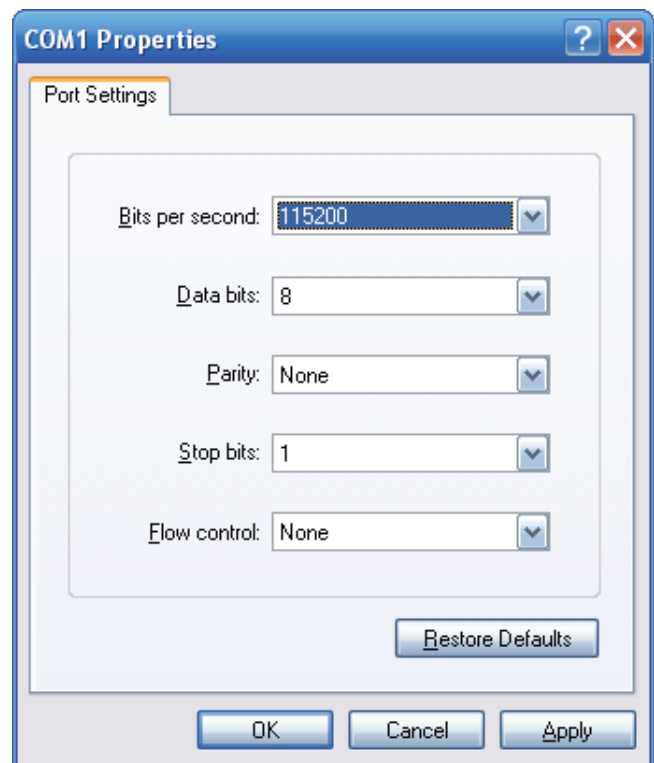 COM1 Properties
Port Settings
Bits per second: 115200
Data bits: 8
Parity: None
Stop bits: 1
Flow control: None
Restore Defaults
OK Cancel Apply